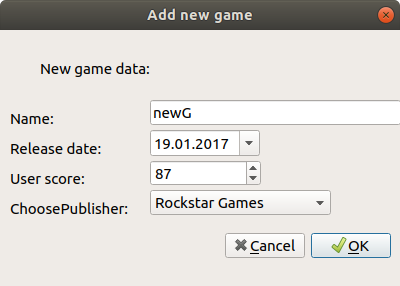 Add new game
New game data:
Name: newG
Release date: 19.01.2017
User score: 87
ChoosePublisher: Rockstar Games
Cancel OK